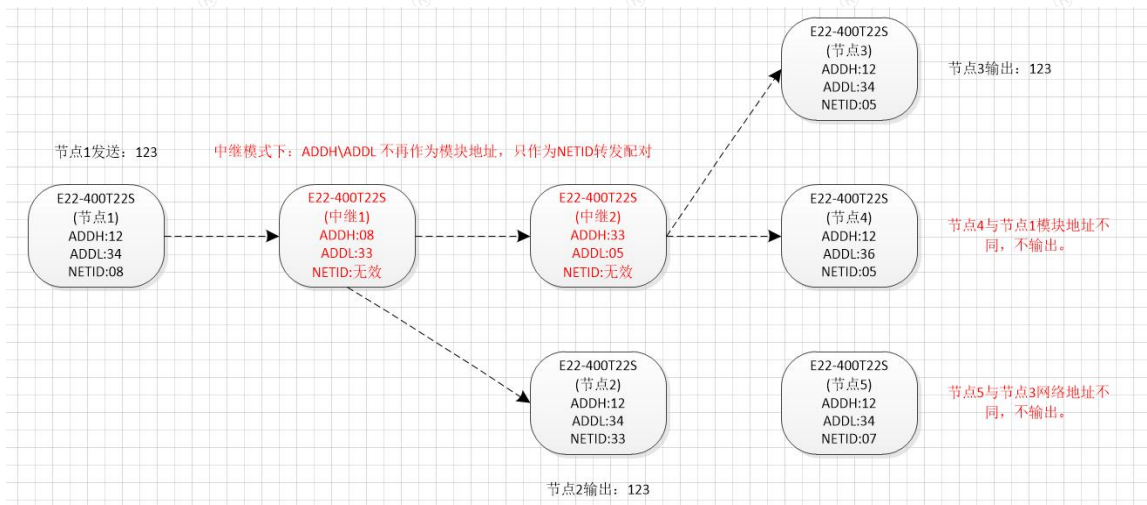 E22-400T22S
(节点3)
ADDH:12
ADDL:34
NETID:05
节点3输出：123
节点1发送：123
中继模式下：ADDH\ADDL 不再作为模块地址，只作为NETID转发配对
E22-400T22S
(节点1)
ADDH:12
ADDL:34
NETID:08
E22-400T22S
(中继1)
ADDH:08
ADDL:33
NETID:无效
E22-400T22S
(中继2)
ADDH:33
ADDL:05
NETID:无效
E22-400T22S
(节点4)
ADDH:12
ADDL:36
NETID:05
节点4与节点1模块地址不
同，不输出。
E22-400T22S
(节点2)
ADDH:12
ADDL:34
NETID:33
E22-400T22S
(节点5)
ADDH:12
ADDL:34
NETID:07
节点5与节点3网络地址不
同，不输出。
节点2输出：123